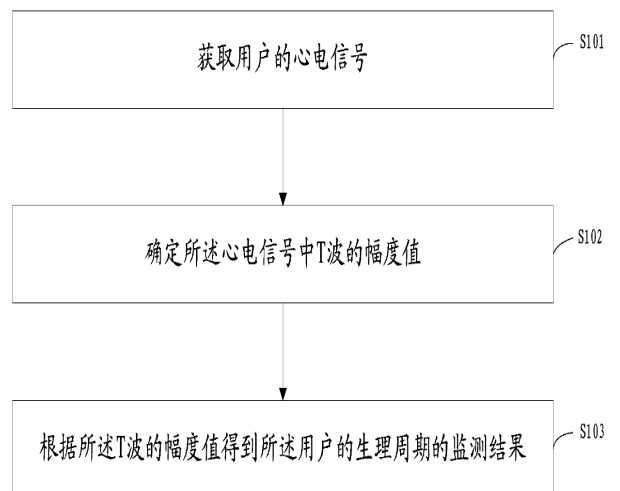 获取用户的心电信号
S101
确定所述心电信号中T波的幅度值
S102
根据所述T波的幅度值得到所述用户的生理周期的监测结果
S103